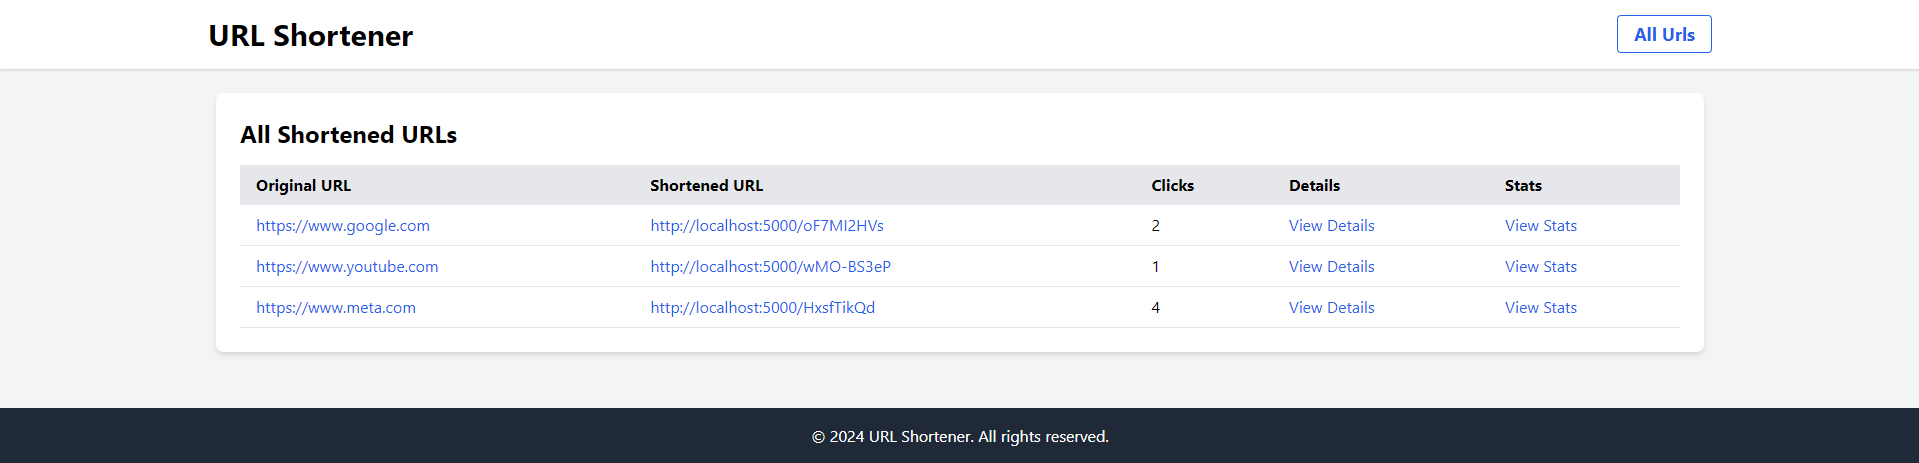 URL Shortener All Urls
All Shortened URLs
Original URL Shortened URL Clicks Details Stats
https://www.google.com http://localhost:5000/oF7MI2HVs 2 View Details View Stats
https://www.youtube.com http://localhost:5000/wMO-BS3eP 1 View Details View Stats
https://www.meta.com http://localhost:5000/HxsfTikQd 4 View Details View Stats
© 2024 URL Shortener. All rights reserved.